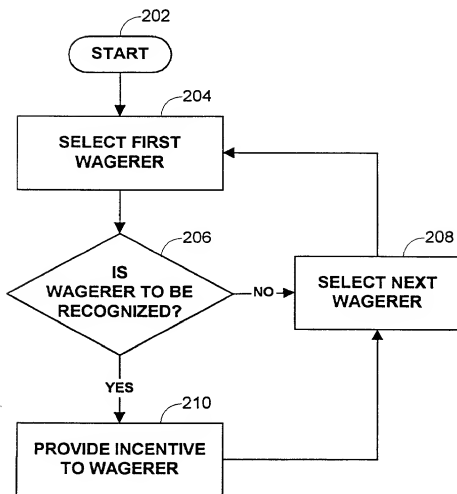 202
START
204
SELECT FIRST
WAGERER
206
IS
WAGERER TO BE
RECOGNIZED?
NO
208
SELECT NEXT
WAGERER
YES
210
PROVIDE INCENTIVE
TO WAGERER